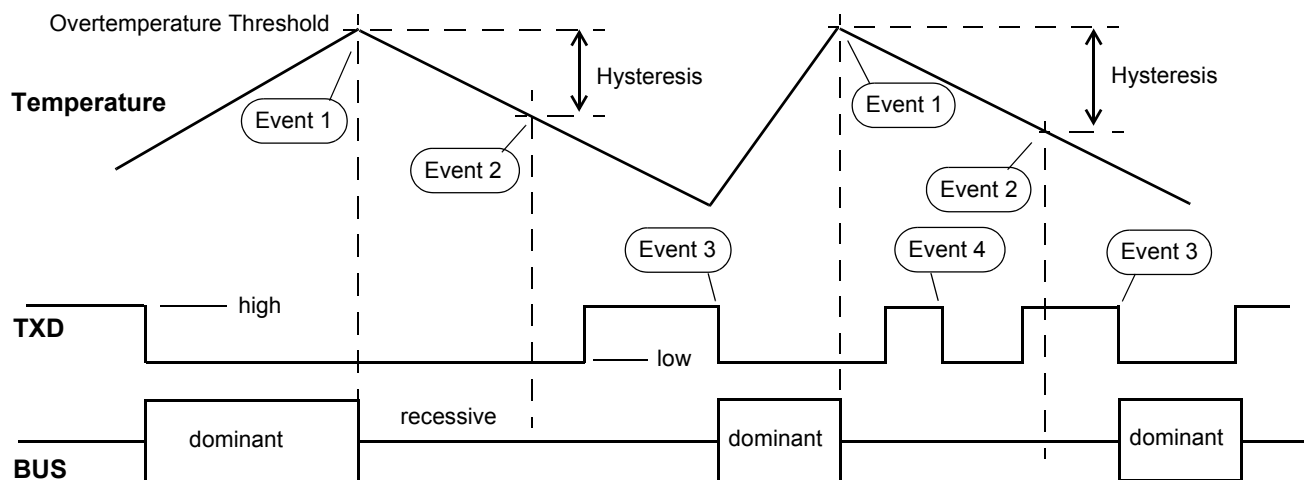 Overtemperature Threshold
Hysteresis
Hysteresis
Temperature
Event 1
Event 1
Event 2
Event 2
Event 3
Event 4
Event 3
high
TXD
low
recessive
dominant
dominant
dominant
BUS